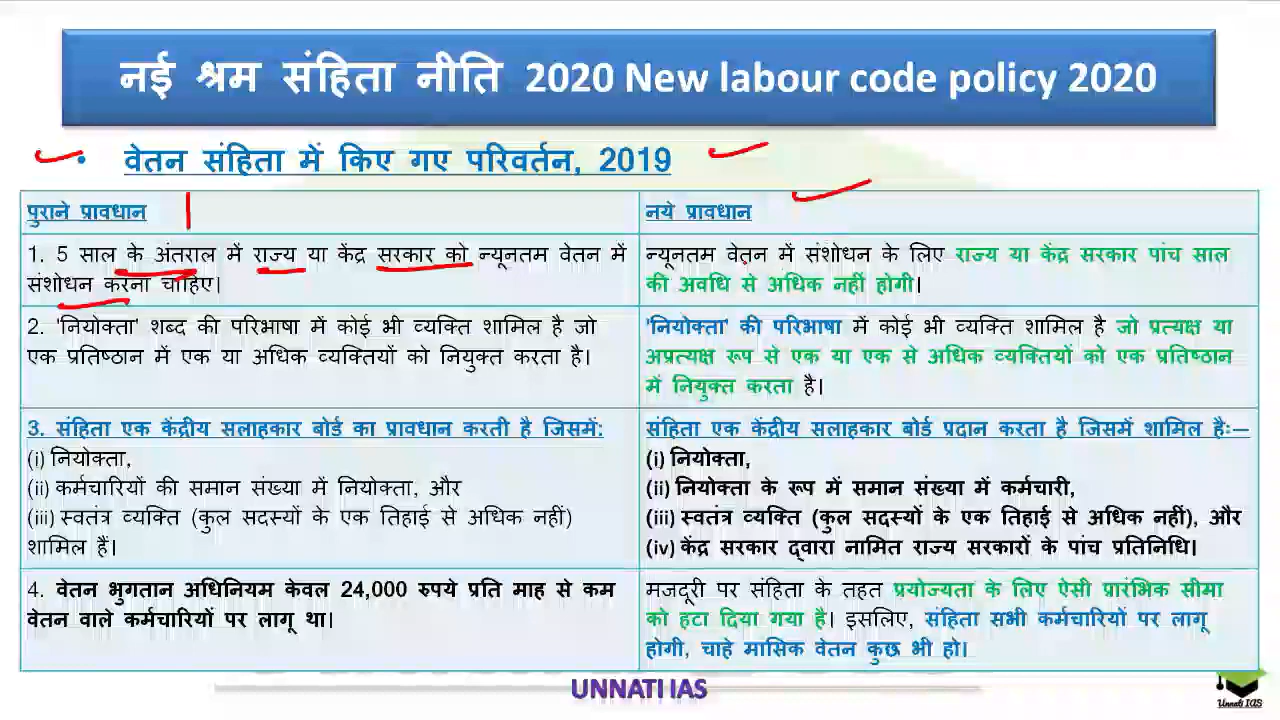 नई श्रम संहिता नीति 2020 New labour code policy 2020
• वेतन संहिता में किए गए परिवर्तन, 2019
पुराने प्रावधान
नये प्रावधान
1. 5 साल के अंतराल में राज्य या केंद्र सरकार को न्यूनतम वेतन में
संशोधन करना चाहिए।
न्यूनतम वेतन में संशोधन के लिए राज्य या केंद्र सरकार पांच साल
की अवधि से अधिक नहीं होगी।
2. 'नियोक्ता' शब्द की परिभाषा में कोई भी व्यक्ति शामिल है जो
एक प्रतिष्ठान में एक या अधिक व्यक्तियों को नियुक्त करता है।
'नियोक्ता' की परिभाषा में कोई भी व्यक्ति शामिल है जो प्रत्यक्ष या
अप्रत्यक्ष रूप से एक या एक से अधिक व्यक्तियों को एक प्रतिष्ठान
में नियुक्त करता है।
3. संहिता एक केंद्रीय सलाहकार बोर्ड का प्रावधान करती है जिसमें:
(i) नियोक्ता,
(ii) कर्मचारियों की समान संख्या में नियोक्ता, और
(iii) स्वतंत्र व्यक्ति (कुल सदस्यों के एक तिहाई से अधिक नहीं)
शामिल हैं।
संहिता एक केंद्रीय सलाहकार बोर्ड प्रदान करता है जिसमें शामिल हैः—
(i) नियोक्ता,
(ii) नियोक्ता के रूप में समान संख्या में कर्मचारी,
(iii) स्वतंत्र व्यक्ति (कुल सदस्यों के एक तिहाई से अधिक नहीं), और
(iv) केंद्र सरकार द्वारा नामित राज्य सरकारों के पांच प्रतिनिधि।
4. वेतन भुगतान अधिनियम केवल 24,000 रुपये प्रति माह से कम
वेतन वाले कर्मचारियों पर लागू था।
मजदूरी पर संहिता के तहत प्रयोज्यता के लिए ऐसी प्रारंभिक सीमा
को हटा दिया गया है। इसलिए, संहिता सभी कर्मचारियों पर लागू
होगी, चाहे मासिक वेतन कुछ भी हो।
UNNATI IAS
Unnati IAS